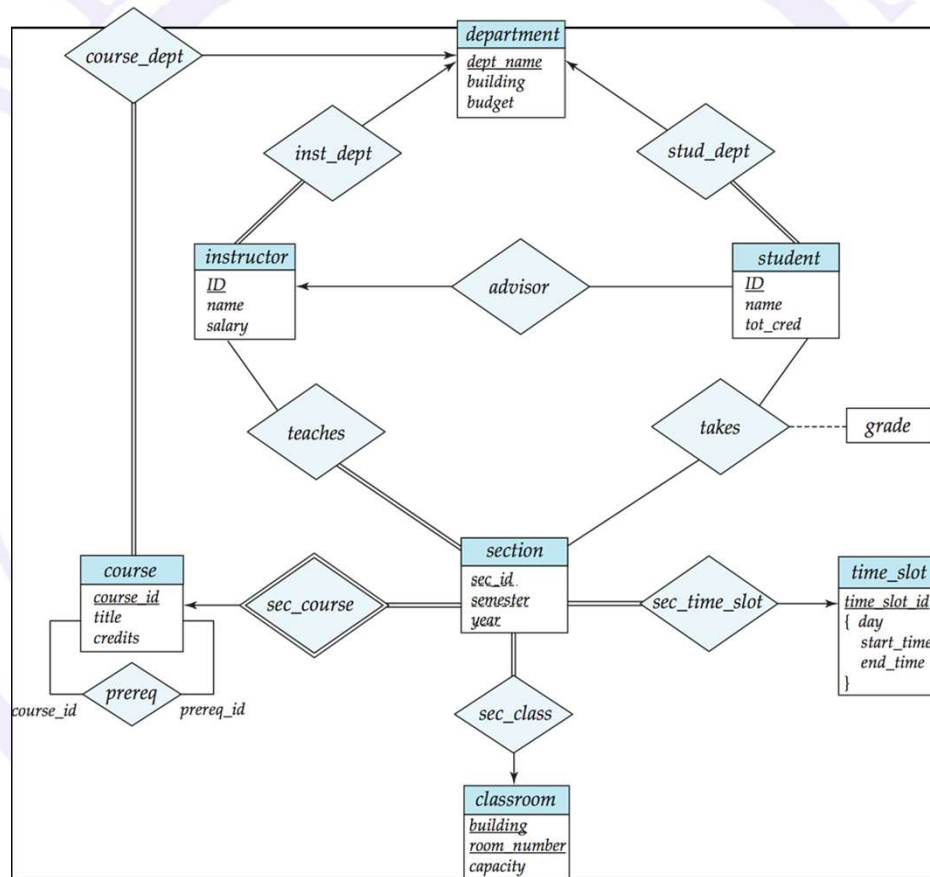 department
course_dept
dept_name
building
budget
inst_dept
stud_dept
instructor
ID
name
salary
advisor
student
ID
name
tot_cred
teaches
takes
grade
course
course_id
title
credits
sec_course
section
sec_id
semester
year
sec_time_slot
time_slot
time_slot_id
{ day
start_time
end_time
}
prereq
course_id
prereq_id
sec_class
classroom
building
room_number
capacity